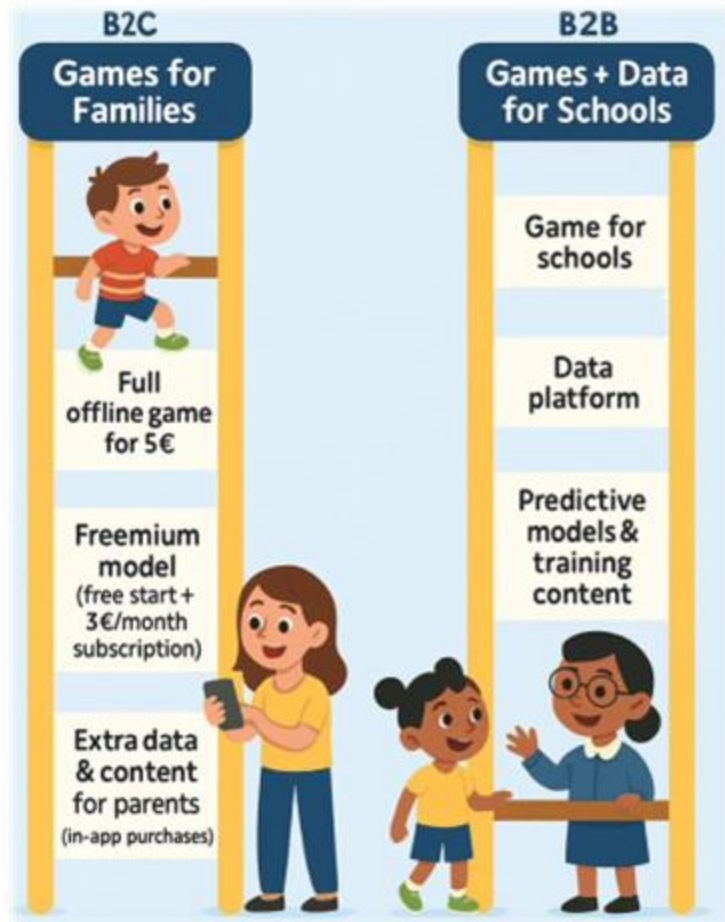 B2C
Games for
Families
Full
offline game
for 5€
Freemium
model
(free start +
3€/month
subscription)
Extra data
& content
for parents
(in-app purchases)
B2B
Games + Data
for Schools
Game for
schools
Data
platform
Predictive
models &
training
content